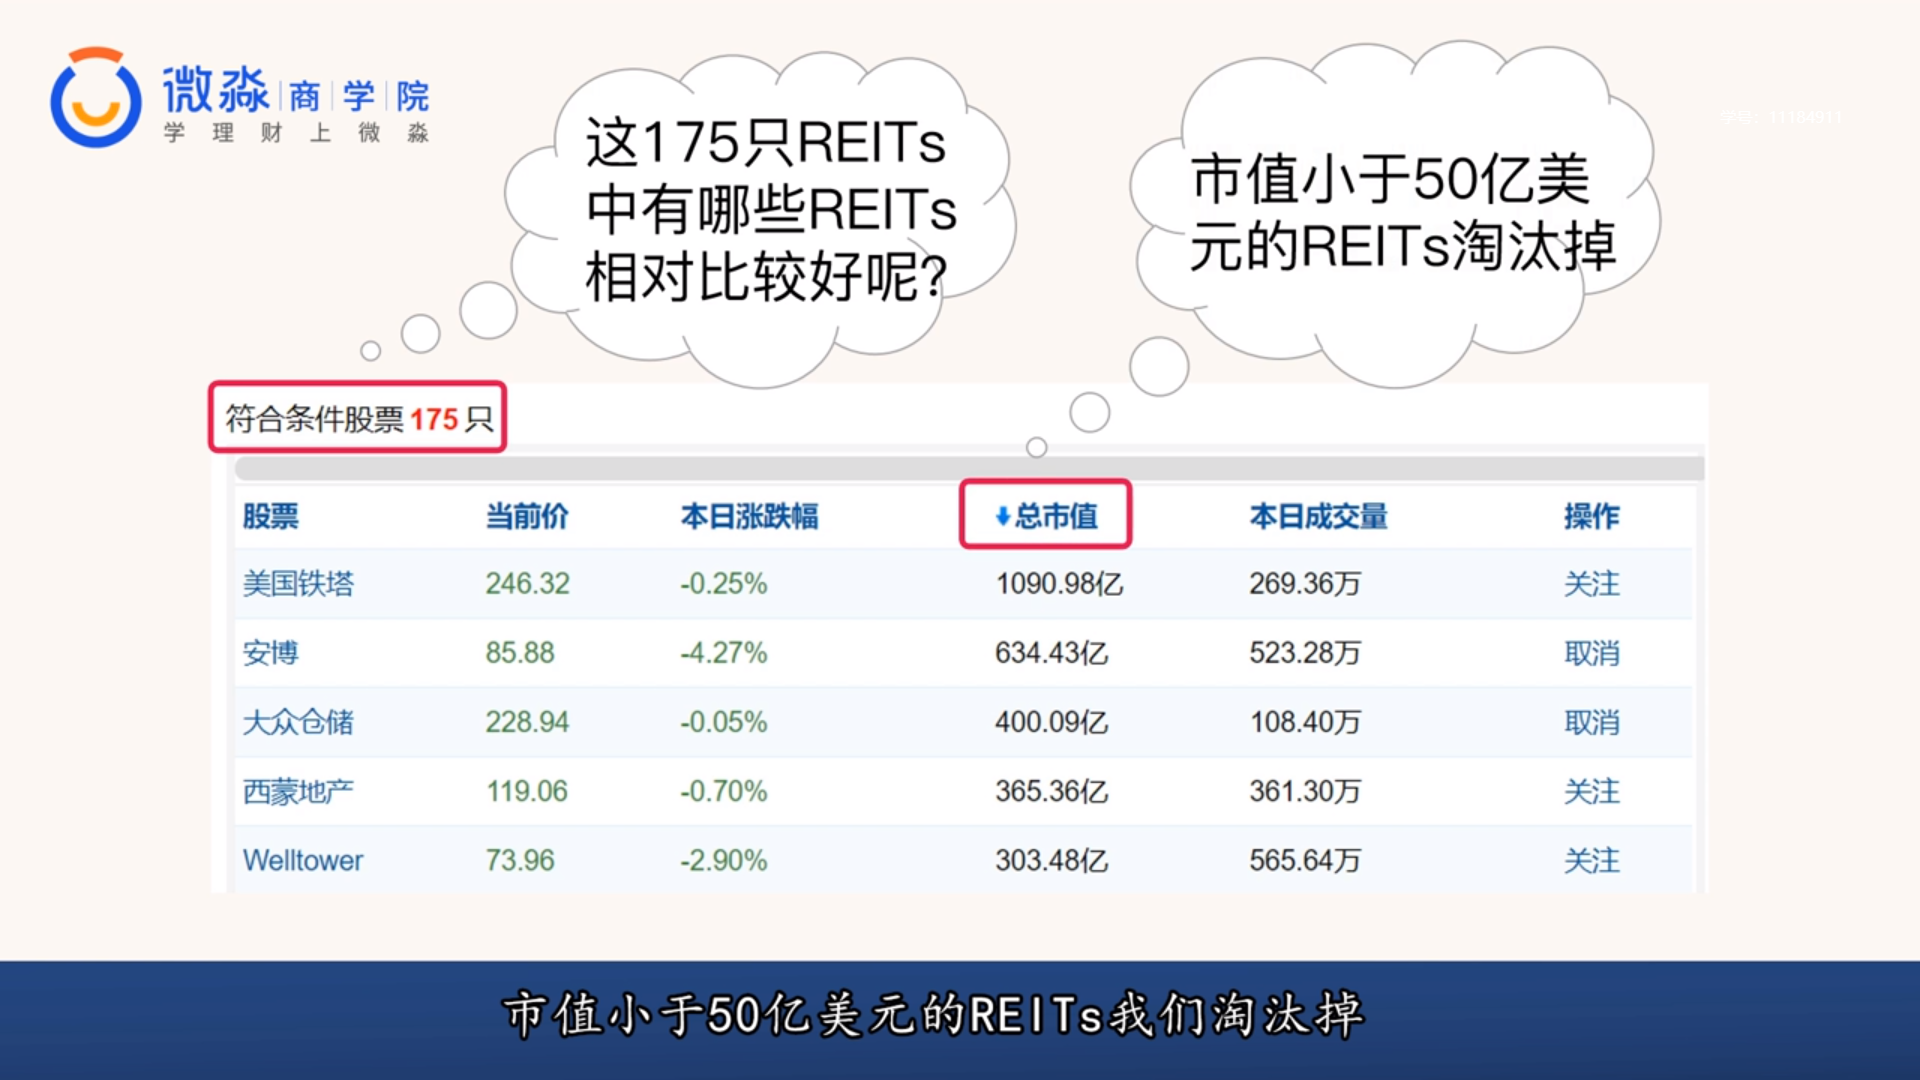 微淼商学院
学理财上微淼
学号：11184911
这175只REITs
中有哪些REITs
相对比较好呢?
市值小于50亿美
元的REITs淘汰掉
符合条件股票 175 只
股票 当前价 本日涨跌幅 总市值 本日成交量 操作
美国铁塔 246.32 -0.25% 1090.98亿 269.36万 关注
安博 85.88 -4.27% 634.43亿 523.28万 取消
大众仓储 228.94 -0.05% 400.09亿 108.40万 取消
西蒙地产 119.06 -0.70% 365.36亿 361.30万 关注
Welltower 73.96 -2.90% 303.48亿 565.64万 关注
市值小于50亿美元的REITs我们淘汰掉